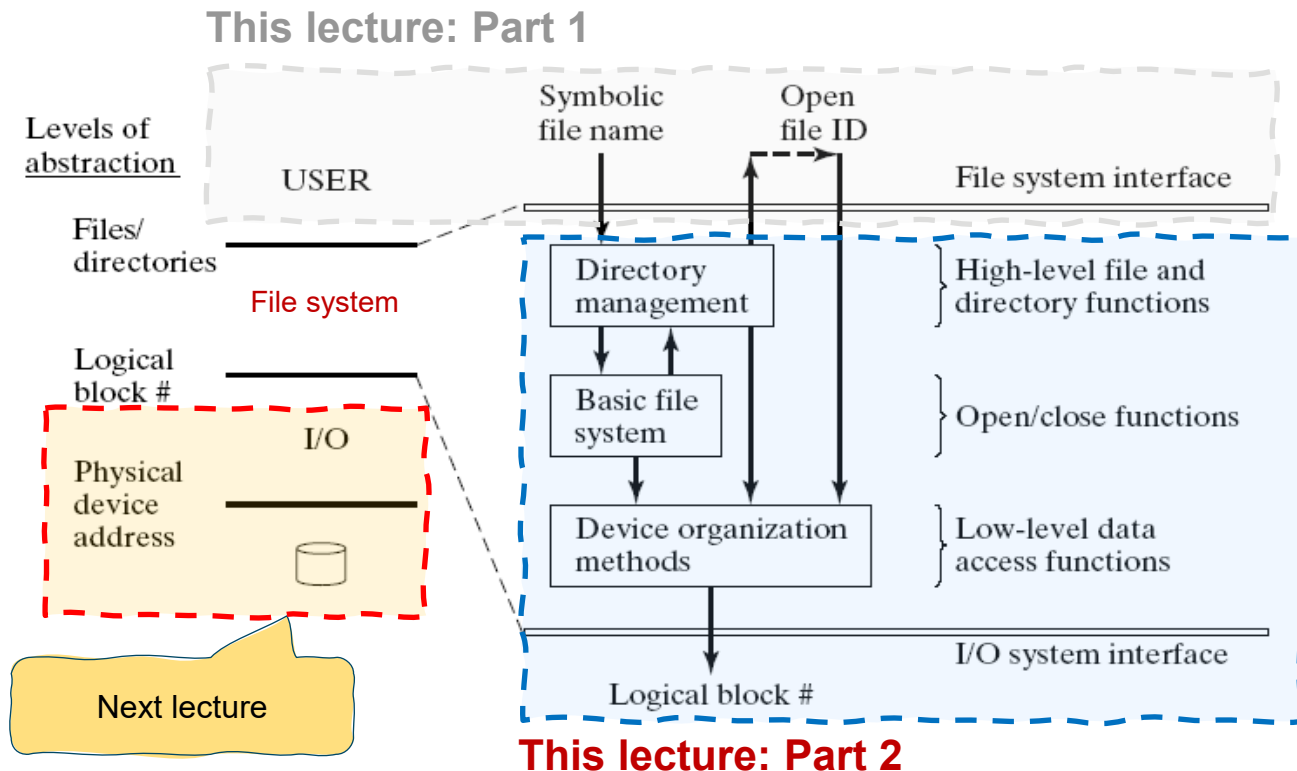 This lecture: Part 1
Levels of
abstraction
USER
Files/
directories
File system
Logical
block #
I/O
Physical
device
address
Next lecture
Symbolic
file name
Open
file ID
File system interface
Directory
management
High-level file and
directory functions
Basic file
system
Open/close functions
Device organization
methods
Low-level data
access functions
I/O system interface
Logical block #
This lecture: Part 2